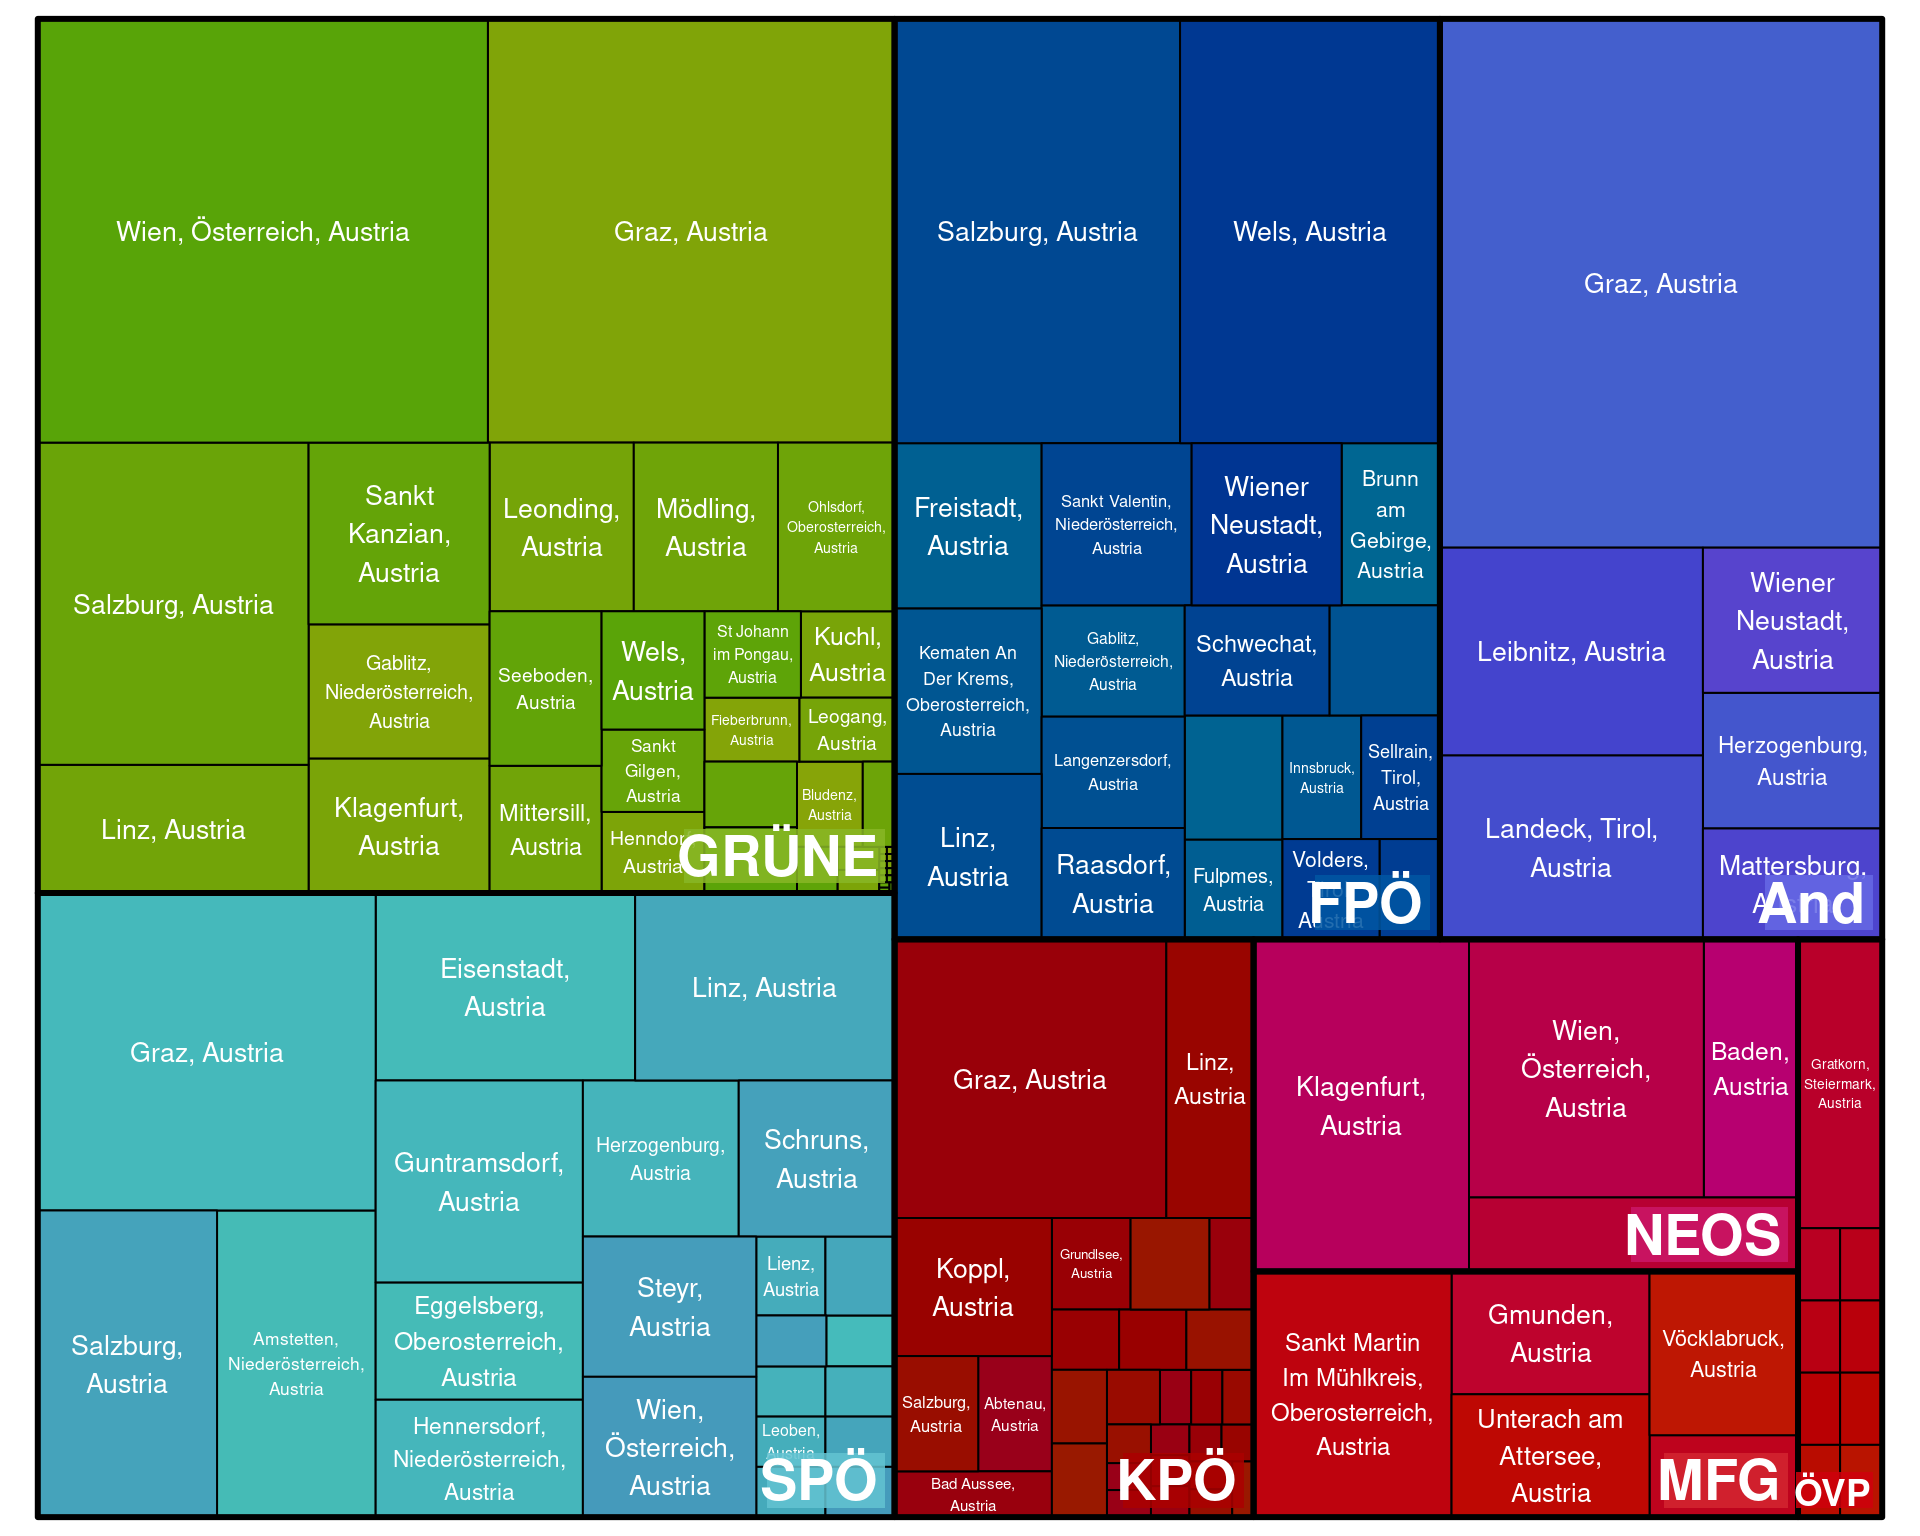 Wien, Österreich, Austria
Graz, Austria
Salzburg, Austria
Sankt
Kanzian,
Austria
Leonding,
Austria
Mödling,
Austria
Ohlsdorf,
Oberosterreich,
Austria
Gablitz,
Niederösterreich,
Austria
Seeboden,
Austria
Wels,
Austria
St Johann
im Pongau,
Austria
Kuchl,
Austria
Fieberbrunn,
Austria
Leogang,
Austria
Sankt
Gilgen,
Austria
Linz, Austria
Klagenfurt,
Austria
Mittersill,
Austria
Bludenz,
Austria
Austria
GRÜNE
Salzburg, Austria
Wels, Austria
Freistadt,
Austria
Sankt Valentin,
Niederösterreich,
Austria
Wiener
Neustadt,
Austria
Brunn
am
Gebirge,
Austria
Kematen An
Der Krems,
Oberosterreich,
Austria
Gablitz,
Niederösterreich,
Austria
Schwechat,
Austria
Langenzersdorf,
Austria
Innsbruck,
Austria
Sellrain,
Tirol,
Austria
Linz,
Austria
Raasdorf,
Austria
Fulpmes,
Austria
Volders,
FPÖ
Graz, Austria
Leibnitz, Austria
Wiener
Neustadt,
Austria
Herzogenburg,
Austria
Landeck, Tirol,
Austria
Mattersburg,
And
Graz, Austria
Eisenstadt,
Austria
Linz, Austria
Guntramsdorf,
Austria
Herzogenburg,
Austria
Schruns,
Austria
Salzburg,
Austria
Amstetten,
Niederösterreich,
Austria
Eggelsberg,
Oberosterreich,
Austria
Steyr,
Austria
Lienz,
Austria
Hennersdorf,
Niederösterreich,
Austria
Wien,
Österreich,
Austria
Leoben,
Austria
SPÖ
Graz, Austria
Linz,
Austria
Koppl,
Austria
Grundlsee,
Austria
Salzburg,
Austria
Abtenau,
Austria
Bad Aussee,
Austria
KPÖ
Klagenfurt,
Austria
Wien,
Österreich,
Austria
Baden,
Austria
NEOS
Sankt Martin
Im Mühlkreis,
Oberosterreich,
Austria
Gmunden,
Austria
Vöcklabruck,
Austria
Unterach am
Attersee,
Austria
MFG
Gratkorn,
Steiermark,
Austria
ÖVP